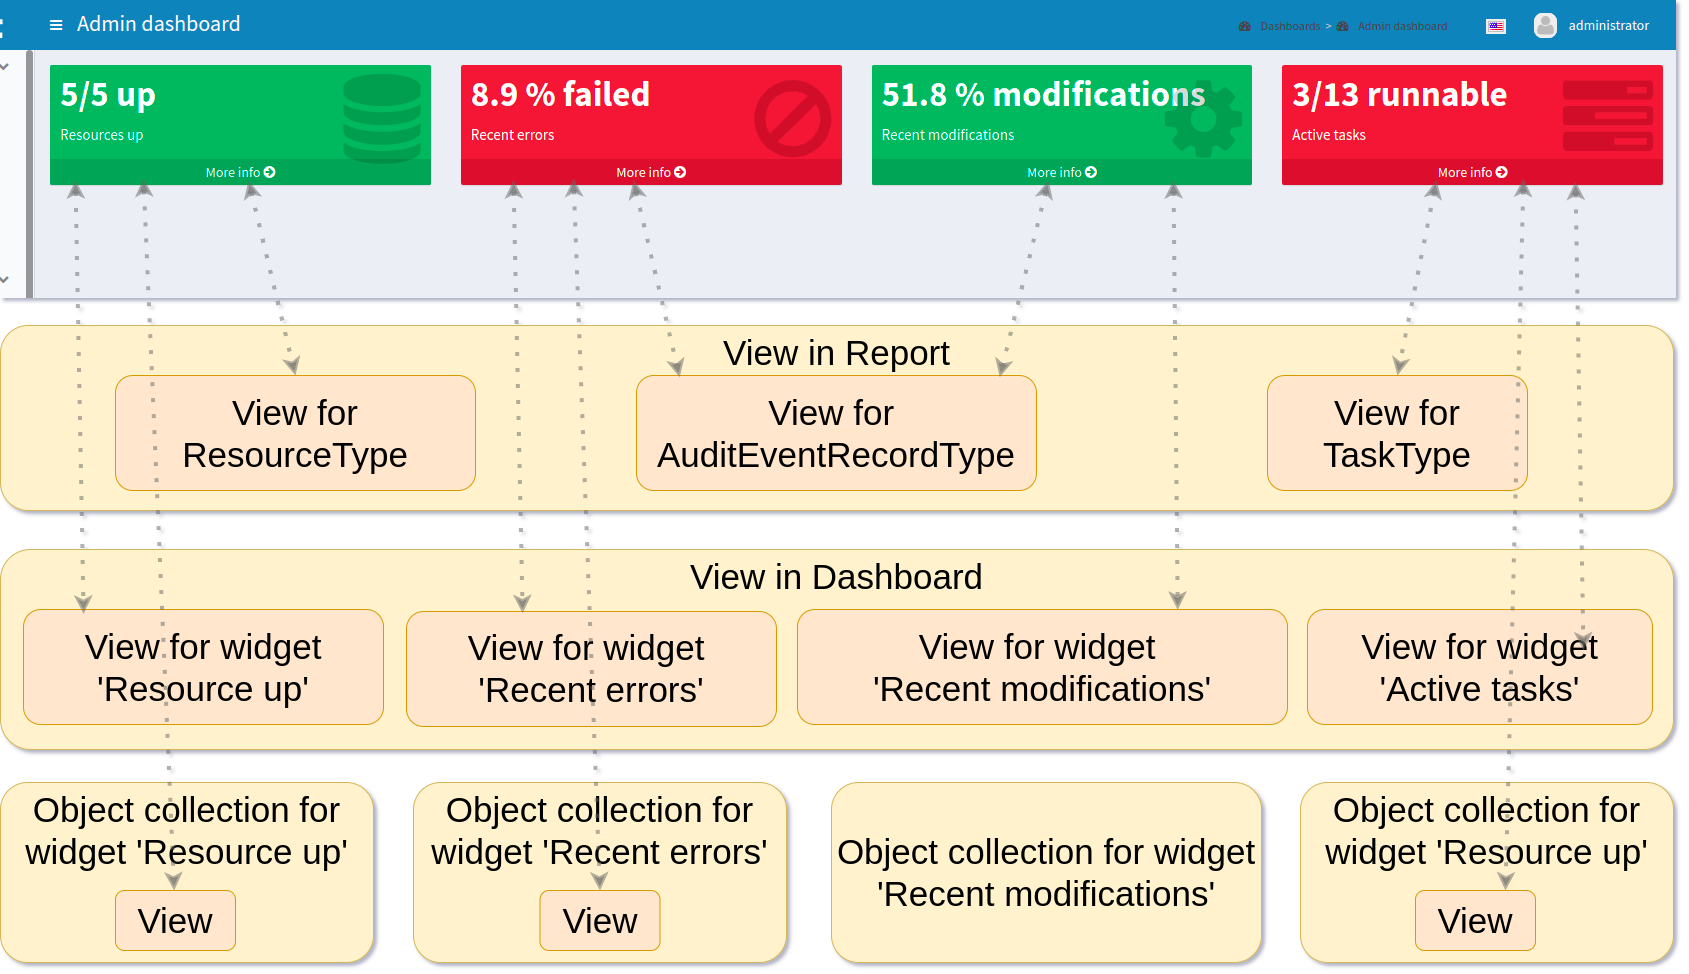 Admin dashboard
Dashboards > Admin dashboard
administrator
5/5 up
Resources up
More info
8.9 % failed
Recent errors
More info
51.8 % modifications
Recent modifications
More info
3/13 runnable
Active tasks
More info
View in Report
View for
ResourceType
View for
AuditEventRecordType
View for
TaskType
View in Dashboard
View for widget
'Resource up'
View for widget
'Recent errors'
View for widget
'Recent modifications'
View for widget
'Active tasks'
Object collection for
widget 'Resource up'
View
Object collection for
widget 'Recent errors'
View
Object collection for widget
'Recent modifications'
Object collection for
widget 'Resource up'
View